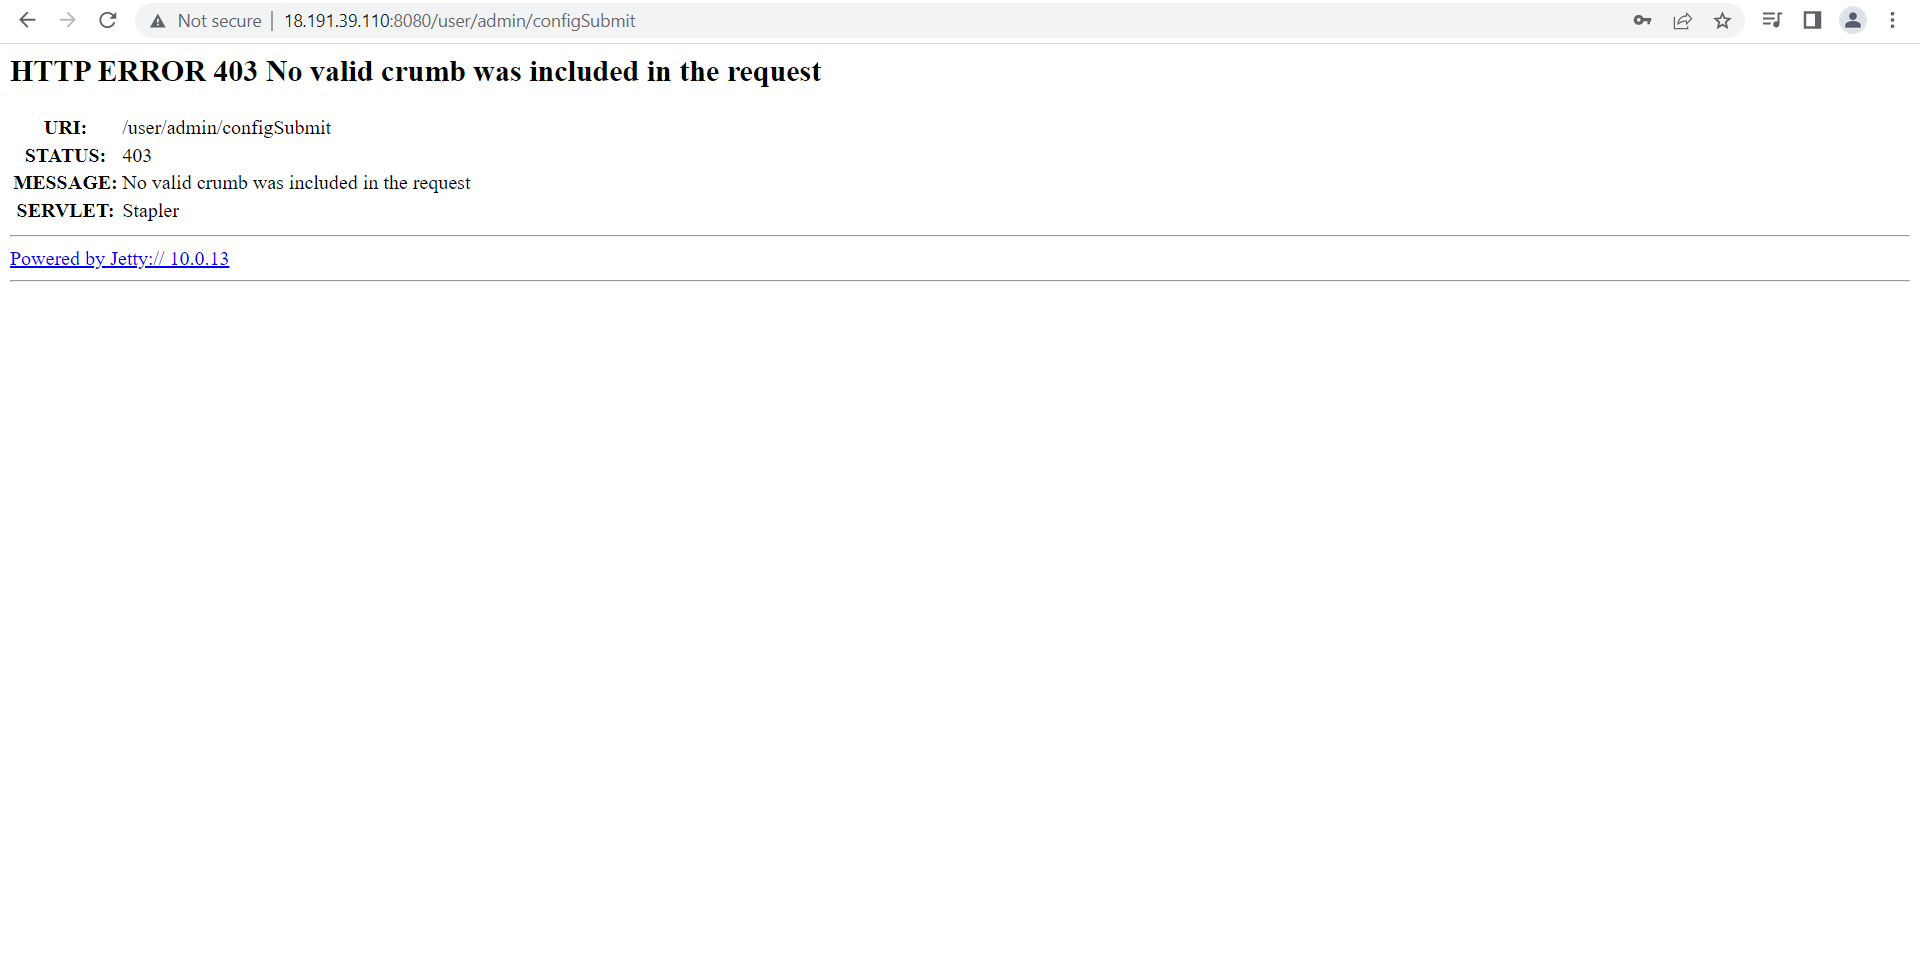 Not secure | 18.191.39.110:8080/user/admin/configSubmit
HTTP ERROR 403 No valid crumb was included in the request
URI: /user/admin/configSubmit
STATUS: 403
MESSAGE: No valid crumb was included in the request
SERVLET: Stapler
Powered by Jetty:// 10.0.13